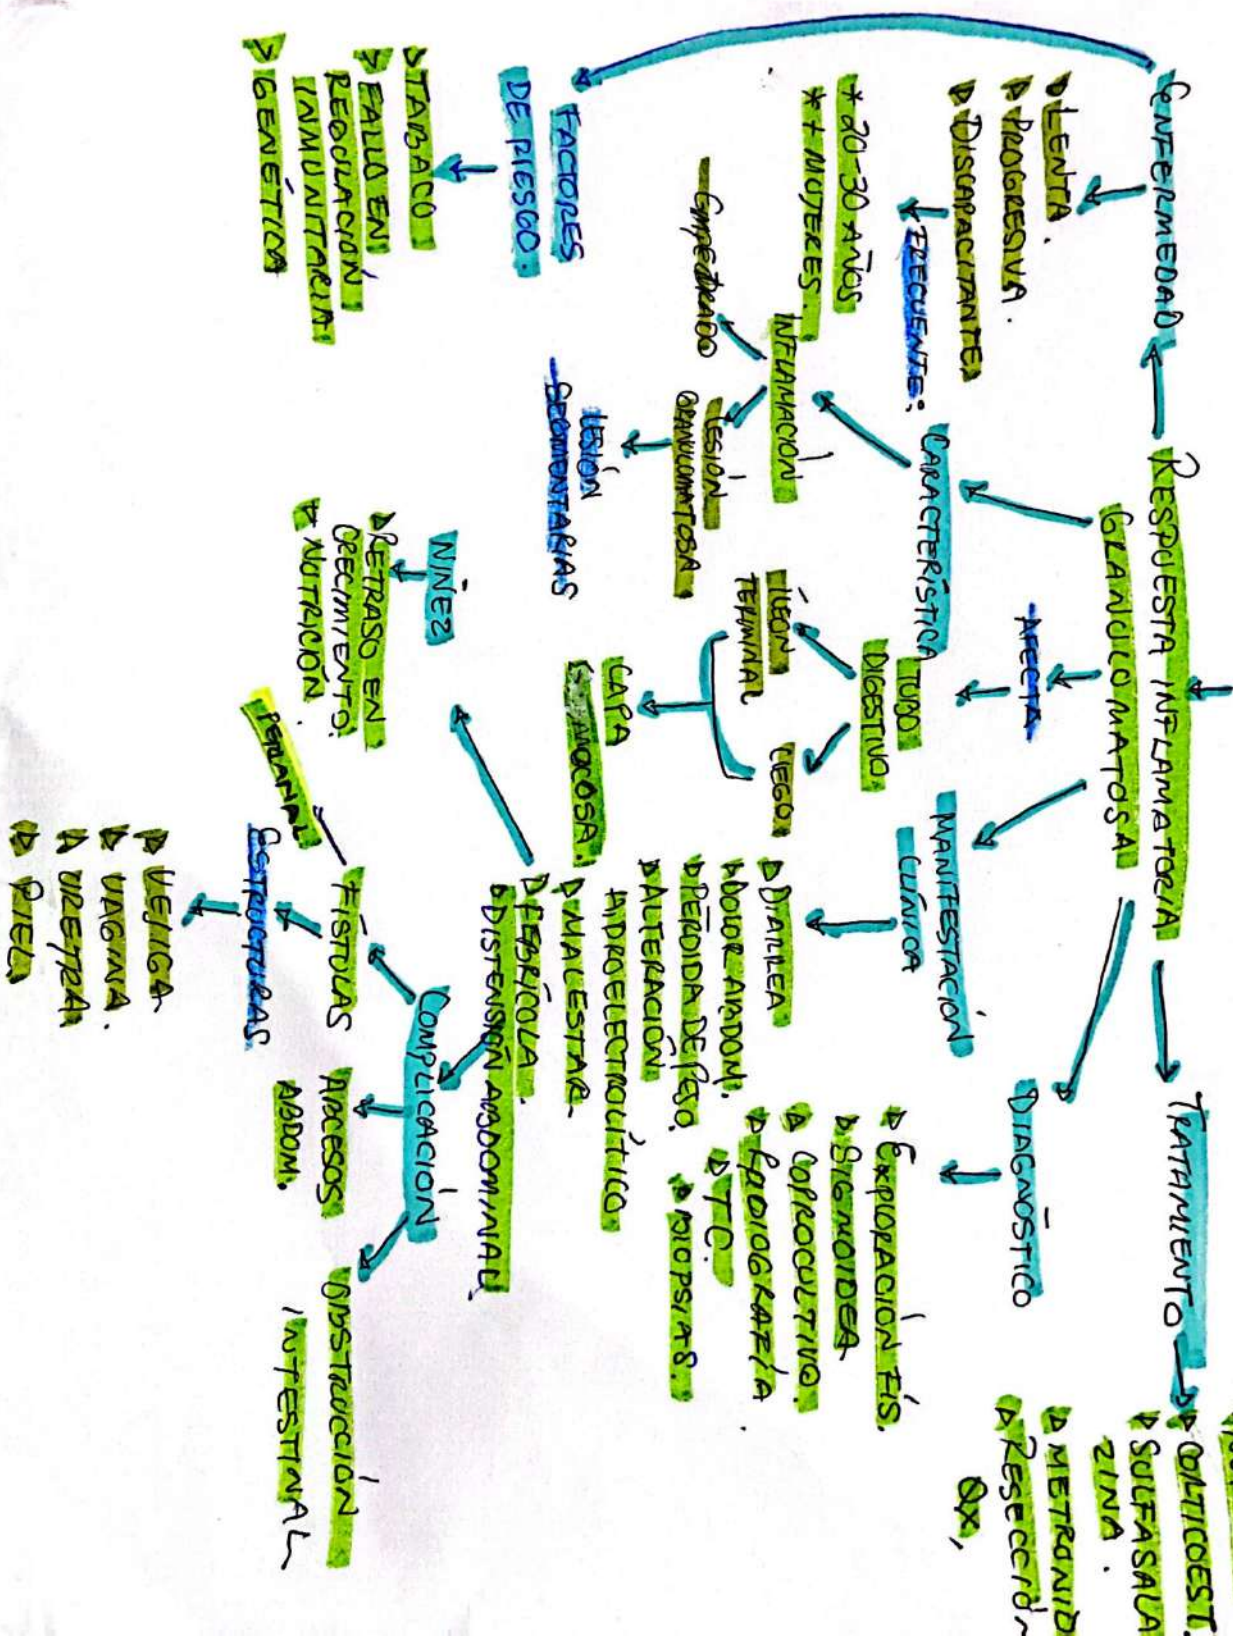 RESPUESTA INFLAMATORIA
GRANULOMATOSA
ENFERMEDAD
▷ LENTA.
▷ PROGRESIVA.
▷ DISCAPACITANTE
FRECUENTE:
* 20-30 AÑOS
* + MUJERES.
FACTORES
DE RIESGO.
▷ TABACO
▷ FALLO EN
REGULACIÓN
INMUNITARIA.
▷ GENÉTICA
CARACTERÍSTICA
INFLAMACIÓN
EMPEDRADO
LESIÓN
GRANULOMATOSA
LESIÓN
SEGMENTARIAS
AFECTA
TUBO
DIGESTIVO.
ÍLEON
TERMINAL
CIEGO.
CAPA
MANIFESTACIÓN
CLÍNICA
▷ DIARREA
▷ DOLOR ABDOM.
▷ PÉRDIDA DE PESO.
▷ ALTERACIÓN
HIDROELECTROLÍTICO.
▷ MALESTAR
▷ FEBRÍCULA.
▷ DISTENSIÓN ABDOMINAL
NIÑEZ
▷ RETRASO EN
CRECIMIENTO.
▷ NUTRICIÓN.
COMPLICACIÓN
FÍSTULAS
PERIANAL
ESTRUCTURAS
▷ VEJIGA
▷ VAGINA.
▷ URETRA
▷ PIEL
ABCESOS
ABDOM.
OBSTRUCCIÓN
INTESTINAL
DIAGNÓSTICO
▷ EXPLORACIÓN FÍS.
▷ SIGMOIDEA
▷ COPROCULTIVO.
▷ RADIOGRAFÍA.
▷ TC.
▷ BIOPSIAS.
TRATAMIENTO
▷ CORTICOEST.
▷ SULFASALA
ZINA.
▷ METRONID
▷ RESECCIÓN
QX,